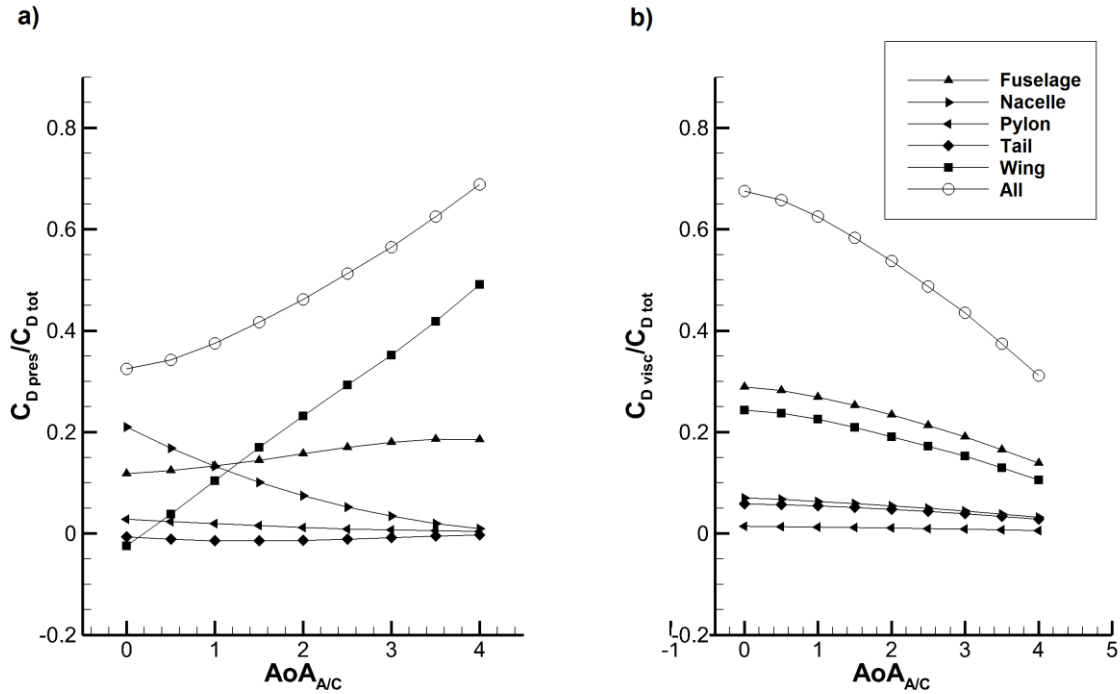 a)
C_D pres/C_D tot
0.8
0.6
0.4
0.2
0
-0.2
0 1 2 3 4
AoA_A/C
b)
Fuselage
Nacelle
Pylon
Tail
Wing
All
C_D visc/C_D tot
0.8
0.6
0.4
0.2
0
-0.2
-1 0 1 2 3 4 5
AoA_A/C